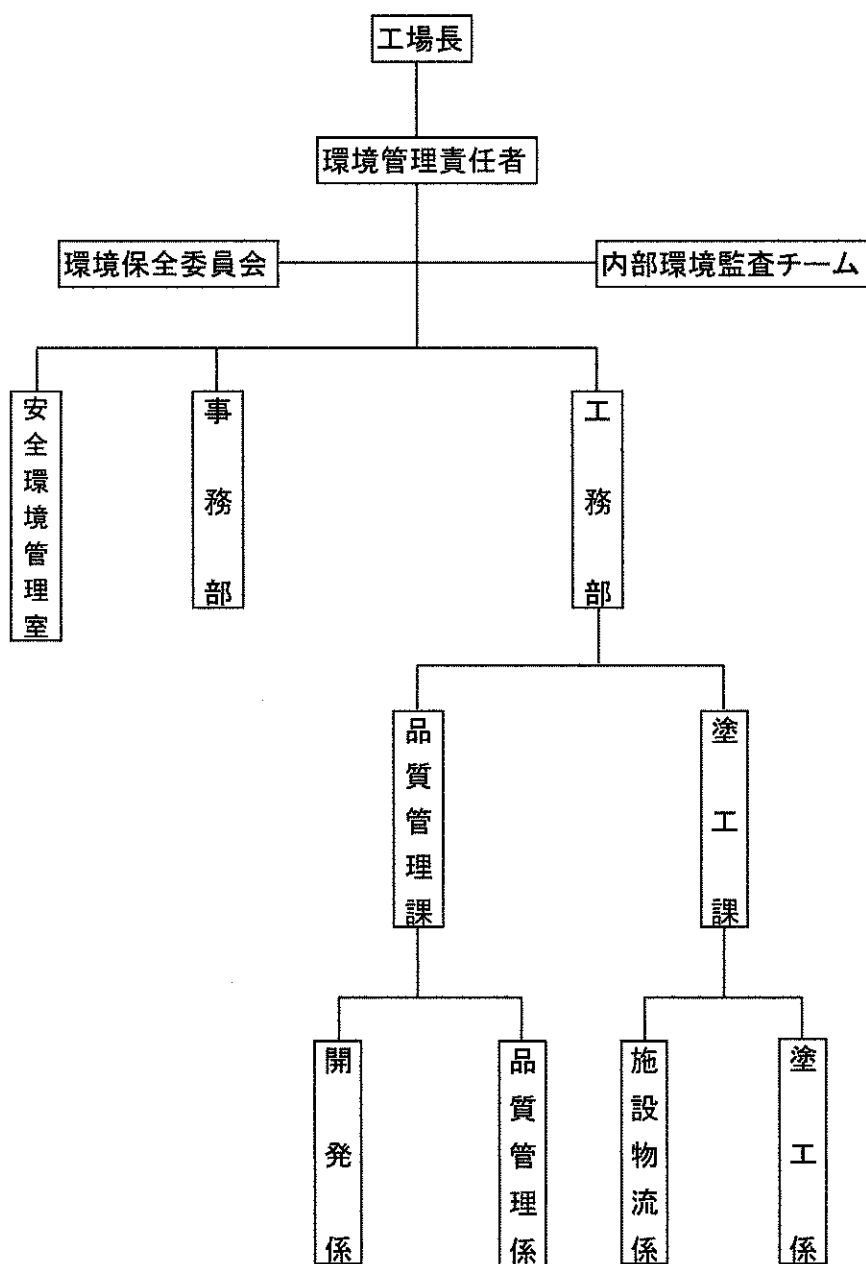 工場長
環境管理責任者
環境保全委員会
内部環境監査チーム
安全環境管理室
事務部
工務部
品質管理課
塗工課
開発係
品質管理係
施設物流係
塗工係